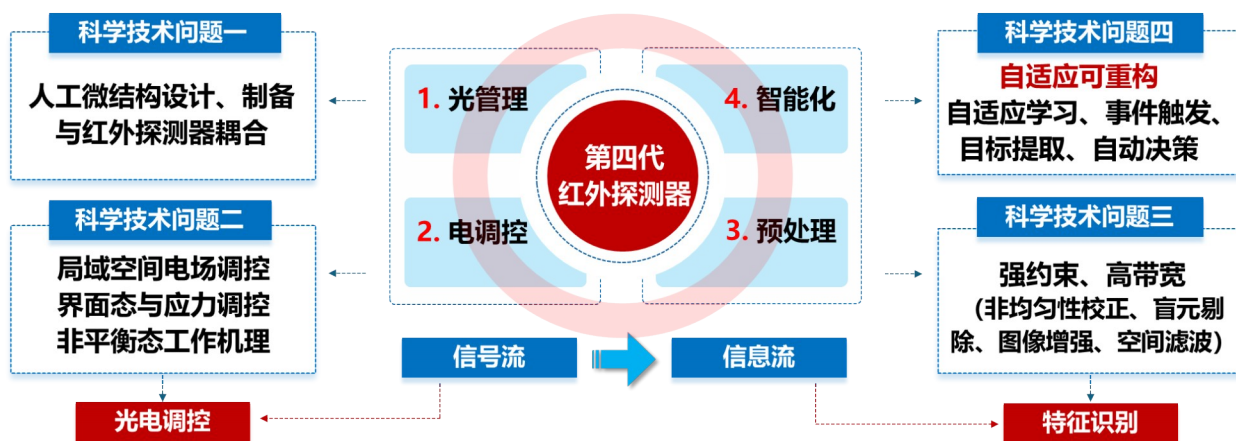 科学技术问题一
人工微结构设计、制备
与红外探测器耦合
科学技术问题二
局域空间电场调控
界面态与应力调控
非平衡态工作机理
光电调控
1. 光管理
2. 电调控
第四代
红外探测器
4. 智能化
3. 预处理
信号流
信息流
科学技术问题四
自适应可重构
自适应学习、事件触发、
目标提取、自动决策
科学技术问题三
强约束、高带宽
（非均匀性校正、盲元剔
除、图像增强、空间滤波）
特征识别